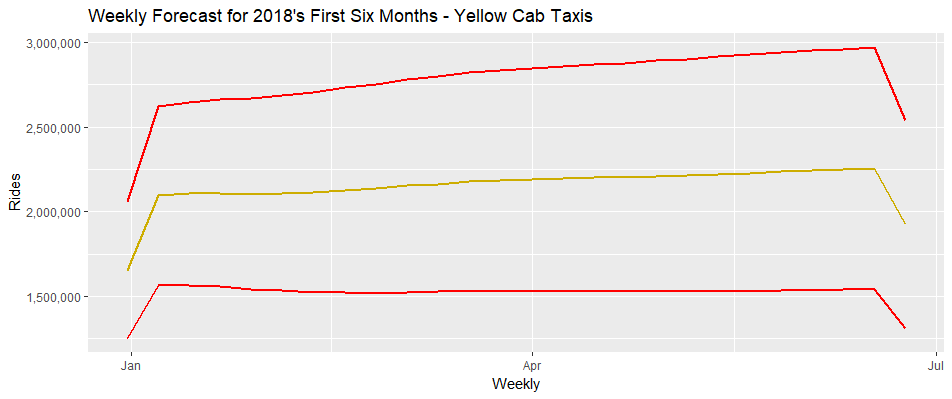 Weekly Forecast for 2018's First Six Months - Yellow Cab Taxis
3,000,000
2,500,000
2,000,000
1,500,000
Rides
Jan Apr Jul
Weekly